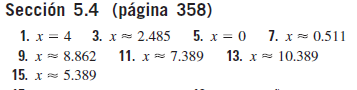 Sección 5.4 (página 358)
1. x = 4 3. x ≈ 2.485 5. x = 0 7. x ≈ 0.511
9. x ≈ 8.862 11. x ≈ 7.389 13. x ≈ 10.389
15. x ≈ 5.389